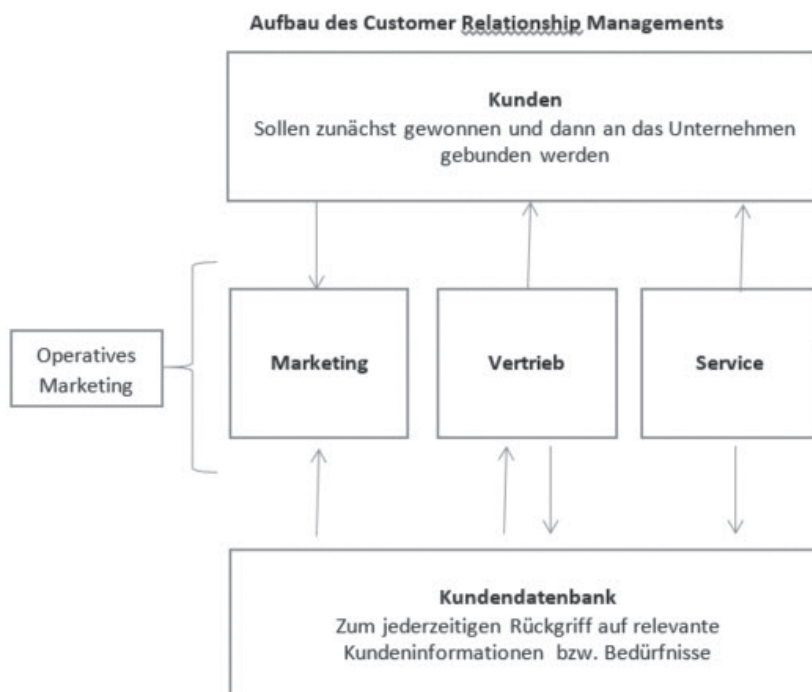 Aufbau des Customer Relationship Managements
Kunden
Sollen zunächst gewonnen und dann an das Unternehmen
gebunden werden
Operatives
Marketing
Marketing
Vertrieb
Service
Kundendatenbank
Zum jederzeitigen Rückgriff auf relevante
Kundeninformationen bzw. Bedürfnisse